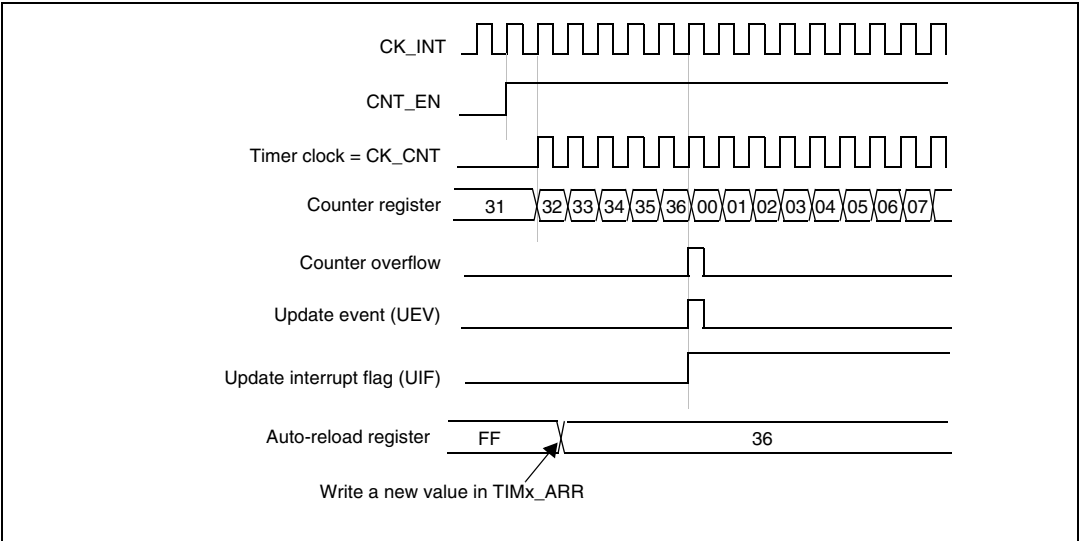 CK_INT
CNT_EN
Timer clock = CK_CNT
Counter register 31 32 33 34 35 36 00 01 02 03 04 05 06 07
Counter overflow
Update event (UEV)
Update interrupt flag (UIF)
Auto-reload register FF 36
Write a new value in TIMx_ARR